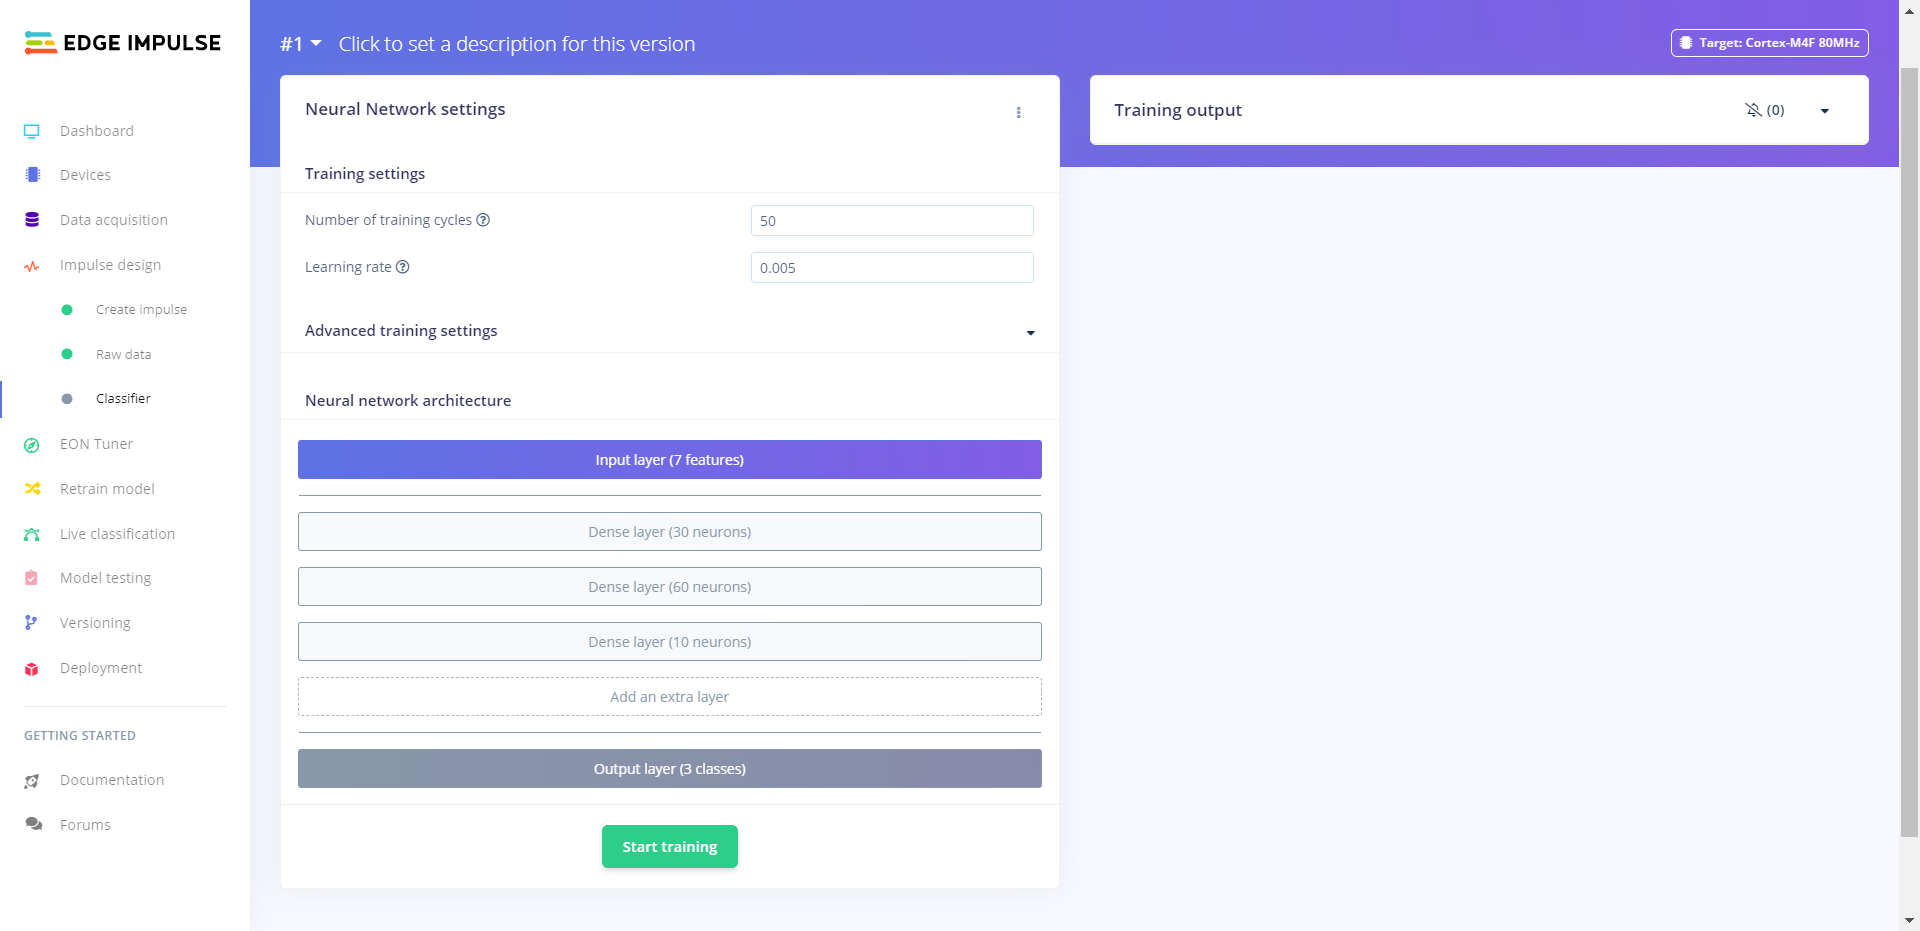 EDGE IMPULSE
Dashboard
Devices
Data acquisition
Impulse design
Create impulse
Raw data
Classifier
EON Tuner
Retrain model
Live classification
Model testing
Versioning
Deployment
GETTING STARTED
Documentation
Forums
#1 Click to set a description for this version
Target: Cortex-M4F 80MHz
Neural Network settings
Training settings
Number of training cycles ? 50
Learning rate ? 0.005
Advanced training settings
Neural network architecture
Input layer (7 features)
Dense layer (30 neurons)
Dense layer (60 neurons)
Dense layer (10 neurons)
Add an extra layer
Output layer (3 classes)
Start training
Training output (0)